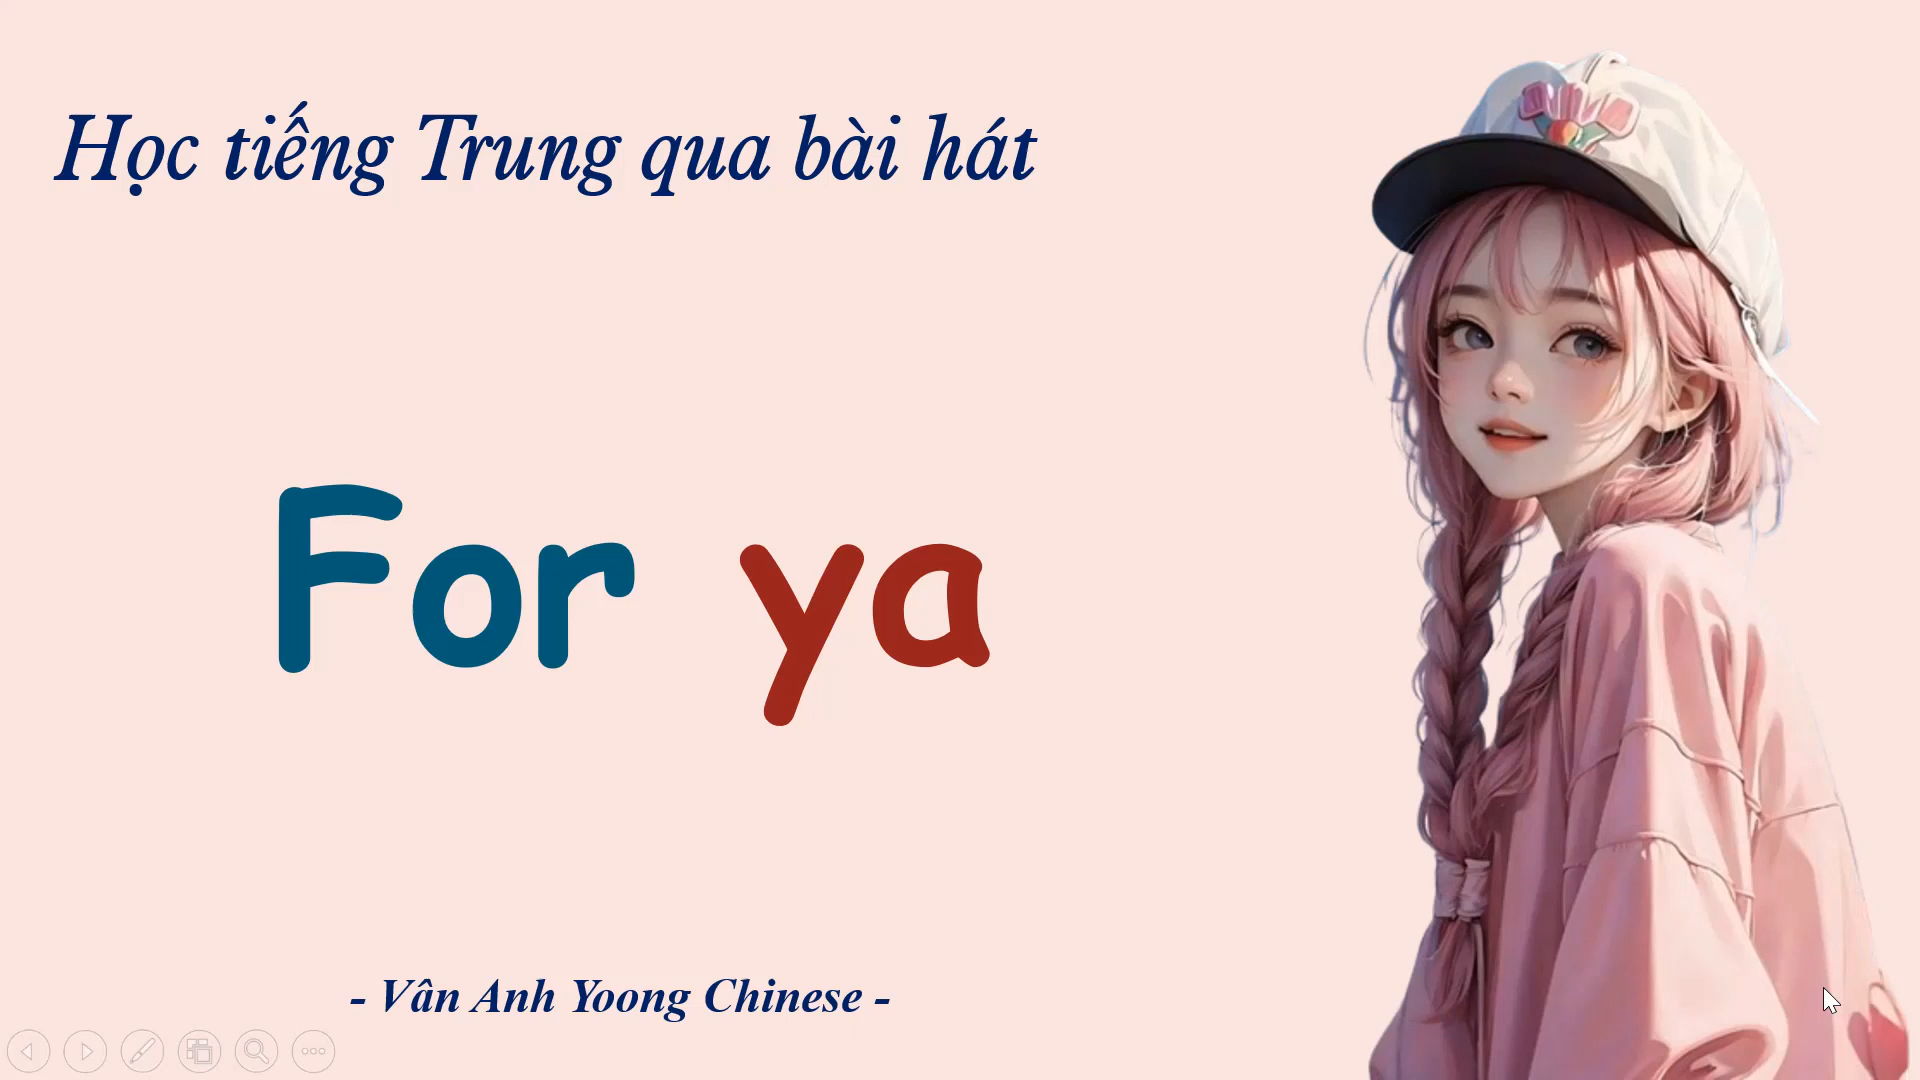 Học tiếng Trung qua bài hát
For ya
- Vân Anh Yoong Chinese -